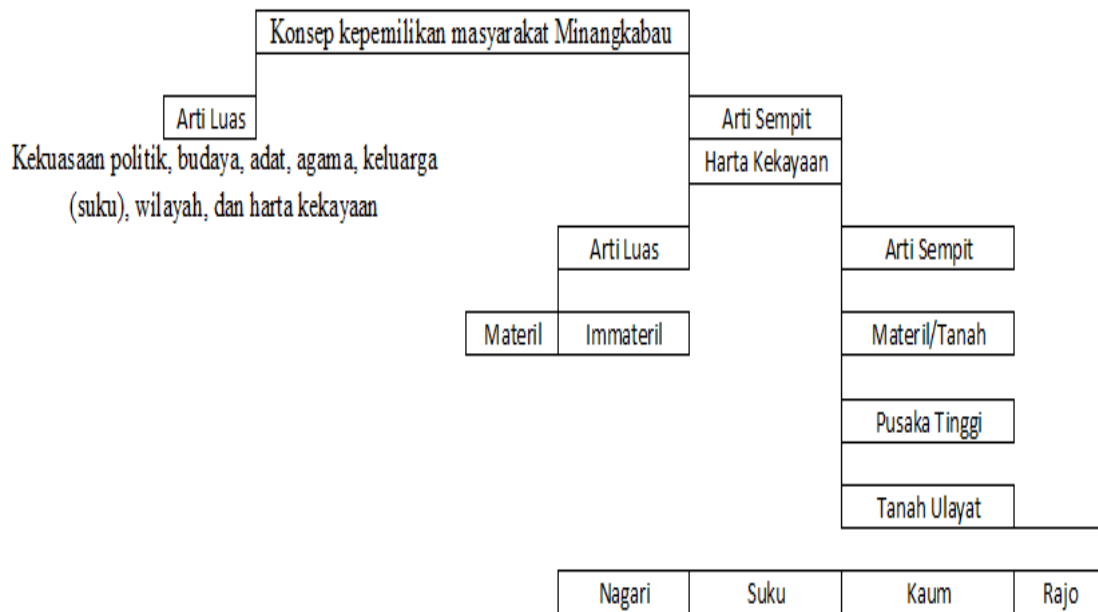 Konsep kepemilikan masyarakat Minangkabau
Arti Luas
Arti Sempit
Kekuasaan politik, budaya, adat, agama, keluarga
(suku), wilayah, dan harta kekayaan
Harta Kekayaan
Arti Luas
Arti Sempit
Materil
Immateril
Materil/Tanah
Pusaka Tinggi
Tanah Ulayat
Nagari
Suku
Kaum
Rajo